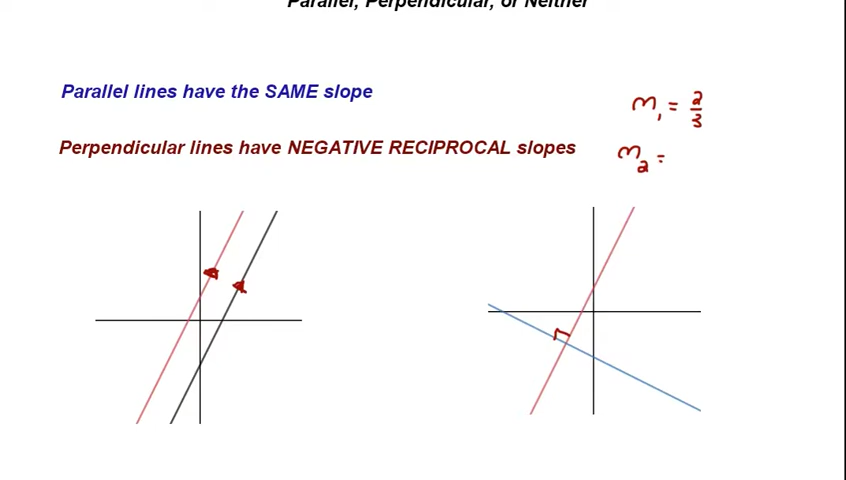 Parallel, Perpendicular, or Neither
Parallel lines have the SAME slope
m₁ = 2/3
Perpendicular lines have NEGATIVE RECIPROCAL slopes
m₂ =